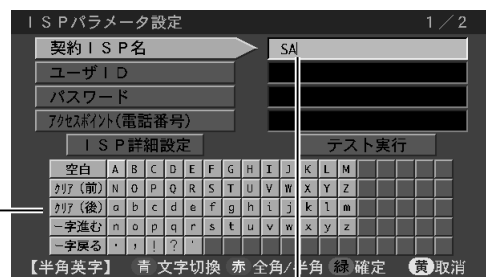 ISPパラメータ設定 1/2
契約ISP名 SA
ユーザID
パスワード
アクセスポイント(電話番号)
ISP詳細設定 テスト実行
空白 A B C D E F G H I J K L M
クリア(前) N O P Q R S T U V W X Y Z
クリア(後) a b c d e f g h i j k l m
一字進む n o p q r s t u v w x y z
一字戻る ・ , ! ? '
【半角英字】 青 文字切換 赤 全角/半角 緑 確定 黄 取消